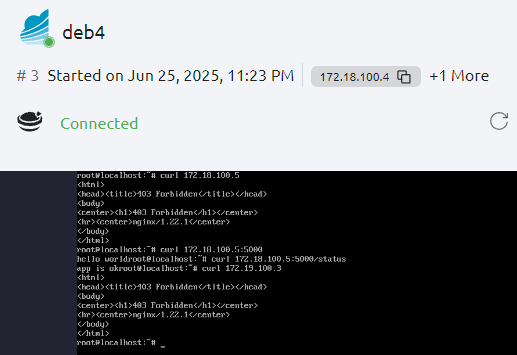 deb4
# 3 Started on Jun 25, 2025, 11:23 PM 172.18.100.4 +1 More
Connected
root@localhost:~# curl 172.18.100.5
<html>
<head><title>403 Forbidden</title></head>
<body>
<center><h1>403 Forbidden</h1></center>
<hr><center>nginx/1.22.1</center>
</body>
</html>
root@localhost:~# curl 172.18.100.5:5000
hello worldroot@localhost:~# curl 172.18.100.5:5000/status
app is okroot@localhost:~# curl 172.19.100.3
<html>
<head><title>403 Forbidden</title></head>
<body>
<center><h1>403 Forbidden</h1></center>
<hr><center>nginx/1.22.1</center>
</body>
</html>
root@localhost:~# _